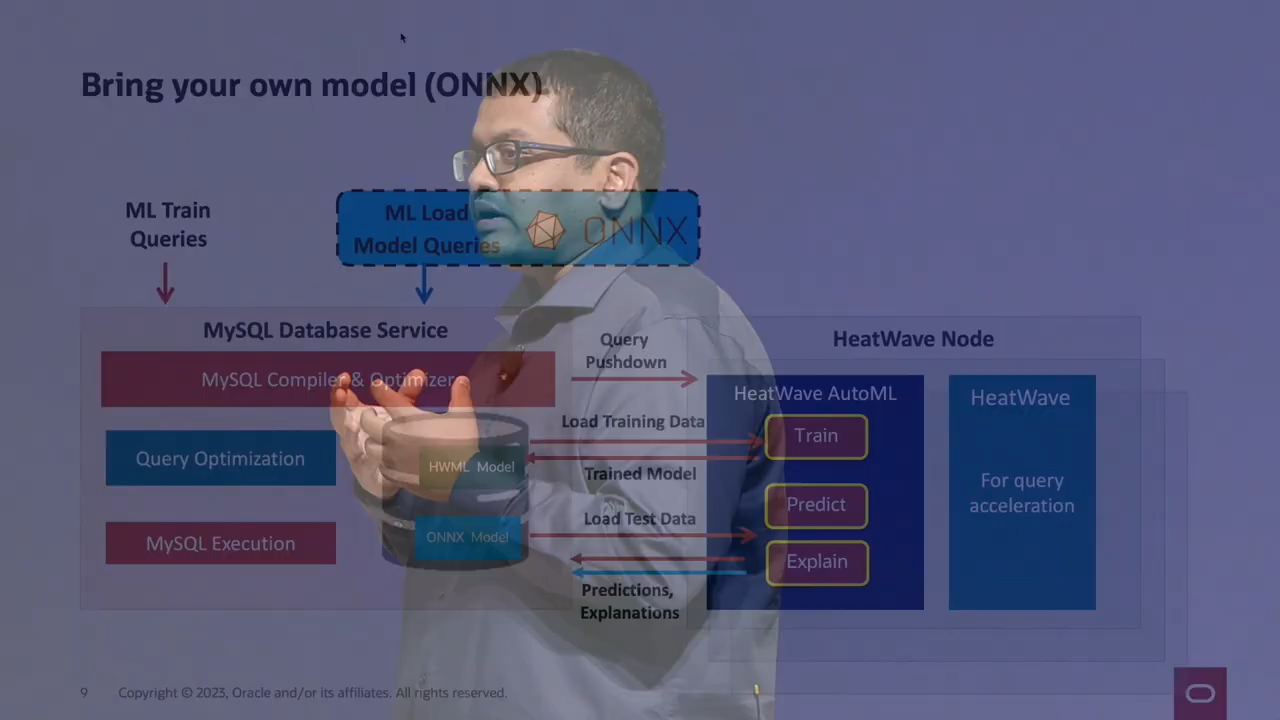 Bring your own model (ONNX)
ML Train
Queries
ML Load
Model Queries
ONNX
MySQL Database Service
MySQL Compiler & Optimizer
Query Optimization
MySQL Execution
HWML Model
ONNX Model
Query
Pushdown
Load Training Data
Trained Model
Load Test Data
Predictions,
Explanations
HeatWave Node
HeatWave AutoML
Train
Predict
Explain
HeatWave
For query
acceleration
9 Copyright © 2023, Oracle and/or its affiliates. All rights reserved.